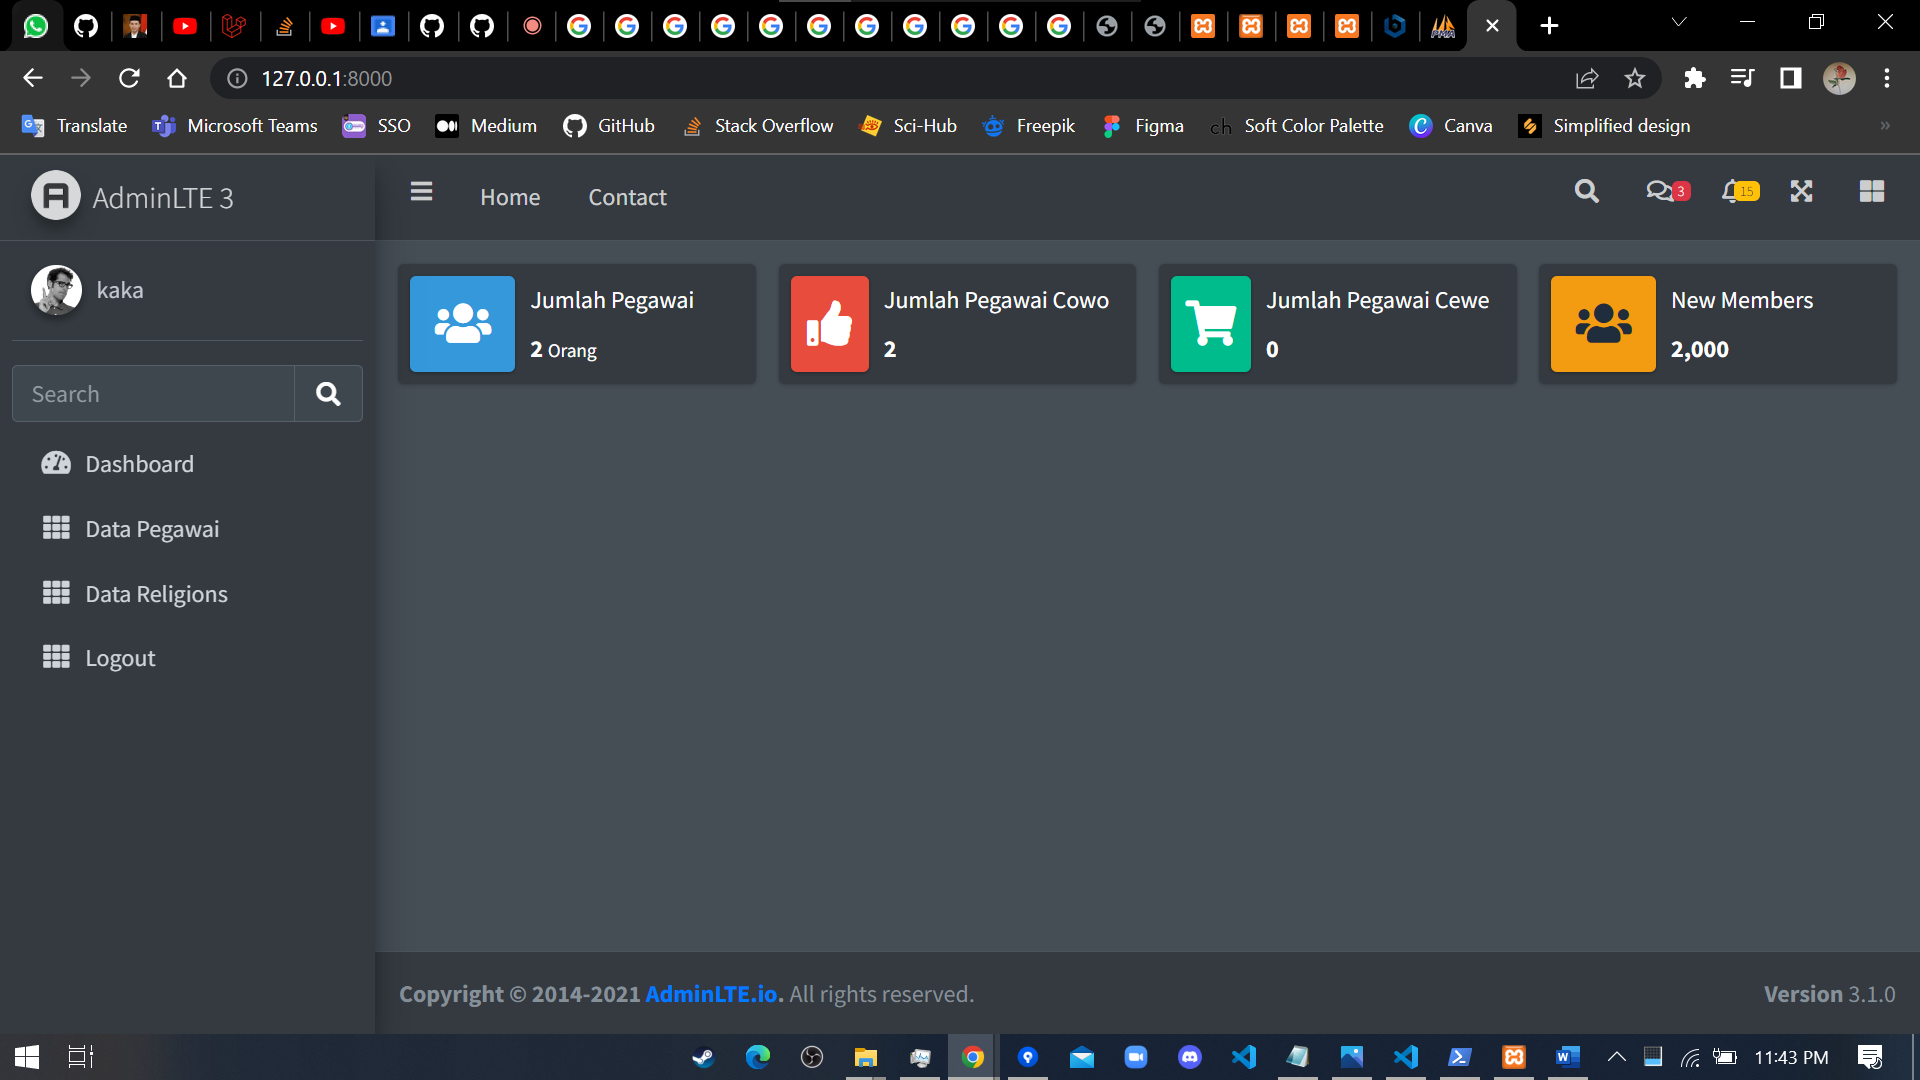 127.0.0.1:8000
Translate
Microsoft Teams
SSO
Medium
GitHub
Stack Overflow
Sci-Hub
Freepik
Figma
ch Soft Color Palette
Canva
Simplified design
»
AdminLTE 3
Home
Contact
3
15
kaka
Search
Dashboard
Data Pegawai
Data Religions
Logout
Jumlah Pegawai
2 Orang
Jumlah Pegawai Cowo
2
Jumlah Pegawai Cewe
0
New Members
2,000
Copyright © 2014-2021 AdminLTE.io. All rights reserved.
Version 3.1.0
11:43 PM